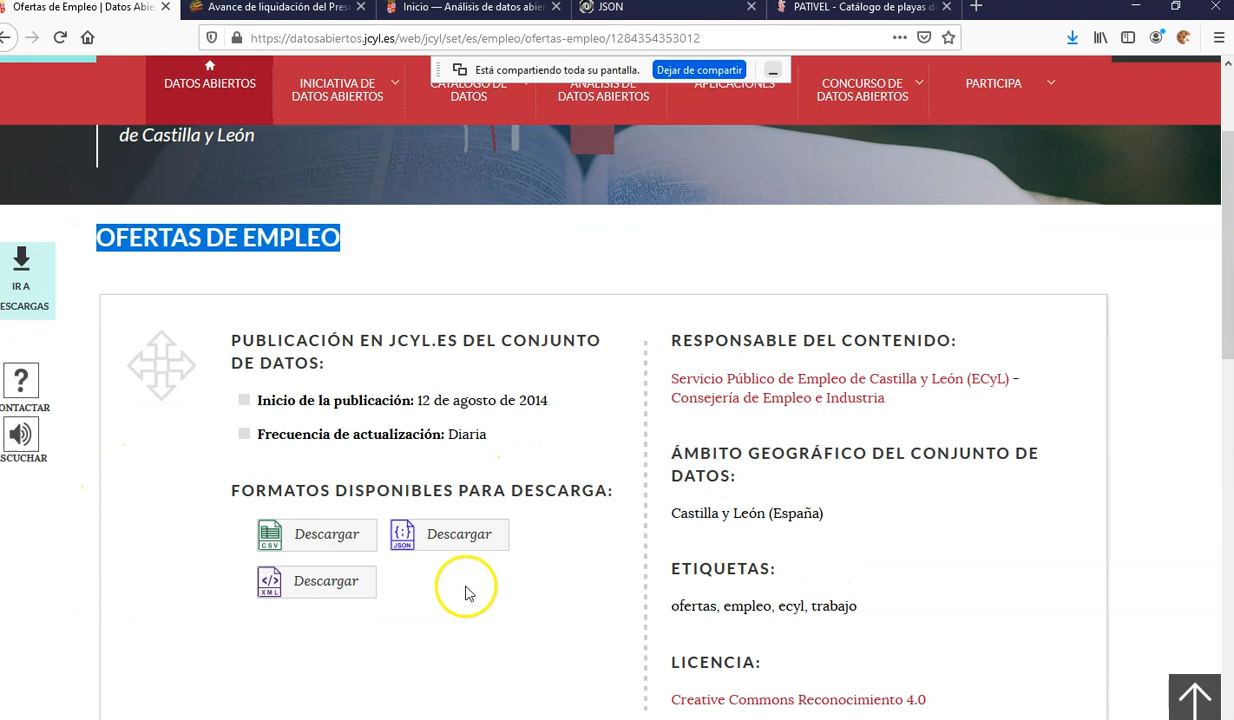 Ofertas de Empleo | Datos Abie
Avance de liquidación del Pres
Inicio — Análisis de datos abier
JSON
PATIVEL - Catálogo de playas d
https://datosabiertos.jcyl.es/web/jcyl/set/es/empleo/ofertas-empleo/1284354353012
Está compartiendo toda su pantalla.
Dejar de compartir
DATOS ABIERTOS
INICIATIVA DE
DATOS ABIERTOS
CATÁLOGO DE
DATOS
ANÁLISIS DE
DATOS ABIERTOS
APLICACIONES
CONCURSO DE
DATOS ABIERTOS
PARTICIPA
de Castilla y León
OFERTAS DE EMPLEO
IR A
ESCARGAS
ONTACTAR
SCUCHAR
PUBLICACIÓN EN JCYL.ES DEL CONJUNTO
DE DATOS:
Inicio de la publicación: 12 de agosto de 2014
Frecuencia de actualización: Diaria
FORMATOS DISPONIBLES PARA DESCARGA:
CSV Descargar
JSON Descargar
XML Descargar
RESPONSABLE DEL CONTENIDO:
Servicio Público de Empleo de Castilla y León (ECyL) -
Consejería de Empleo e Industria
ÁMBITO GEOGRÁFICO DEL CONJUNTO DE
DATOS:
Castilla y León (España)
ETIQUETAS:
ofertas, empleo, ecyl, trabajo
LICENCIA:
Creative Commons Reconocimiento 4.0